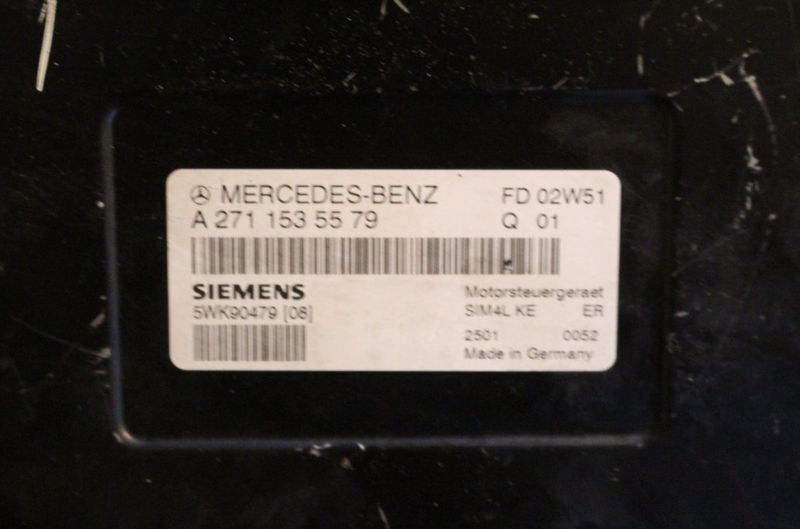 MERCEDES-BENZ FD 02W51
A 271 153 55 79 Q 01
SIEMENS Motorsteuergeraet
5WK90479 [08] SIM4L KE ER
2501 0052
Made in Germany